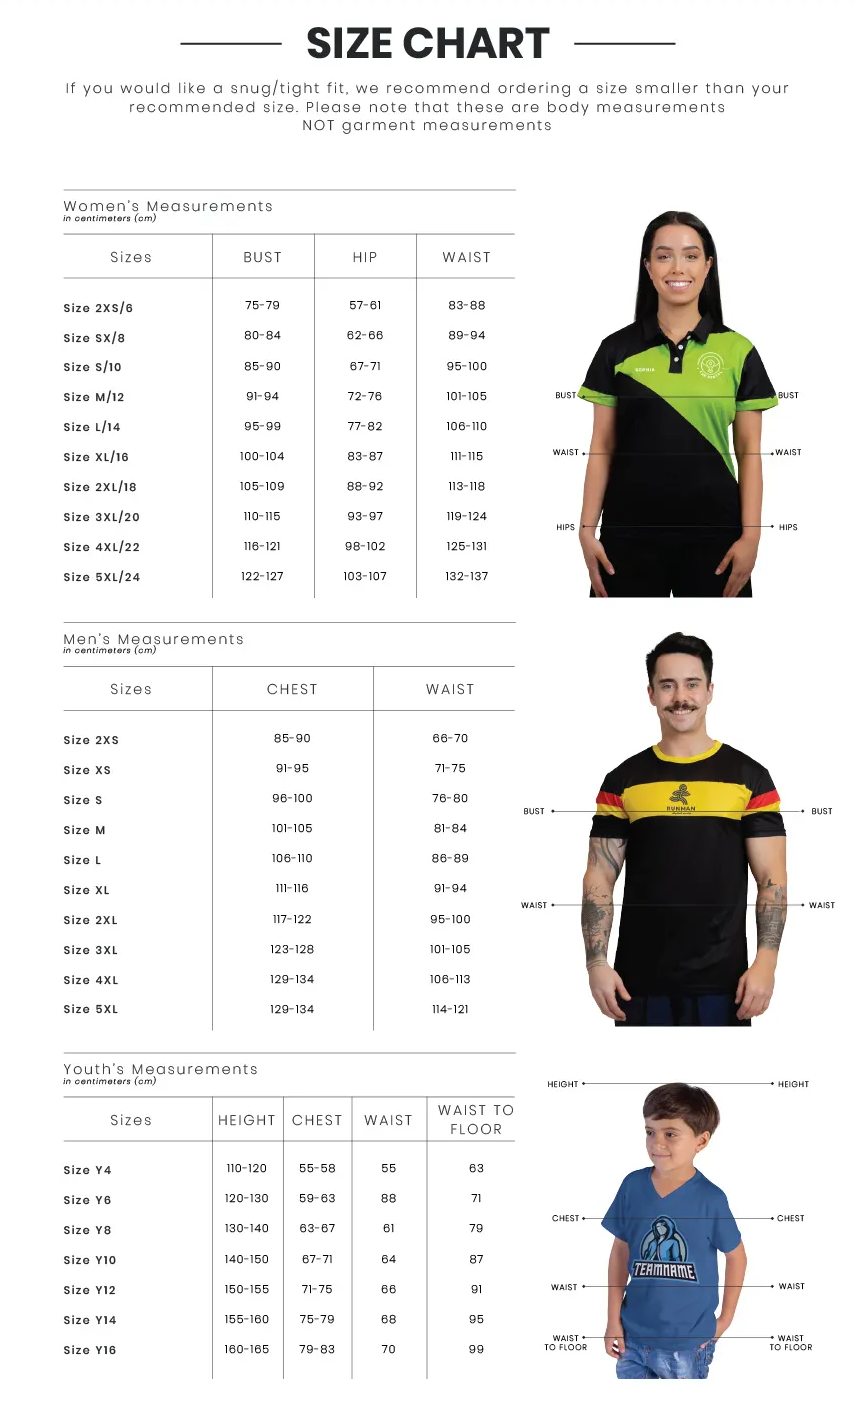 SIZE CHART
If you would like a snug/tight fit, we recommend ordering a size smaller than your
recommended size. Please note that these are body measurements
NOT garment measurements
Women's Measurements
in centimeters (cm)
Sizes BUST HIP WAIST
Size 2XS/6 75-79 57-61 83-88
Size SX/8 80-84 62-66 89-94
Size S/10 85-90 67-71 95-100
Size M/12 91-94 72-76 101-105
Size L/14 95-99 77-82 106-110
Size XL/16 100-104 83-87 111-115
Size 2XL/18 105-109 88-92 113-118
Size 3XL/20 110-115 93-97 119-124
Size 4XL/22 116-121 98-102 125-131
Size 5XL/24 122-127 103-107 132-137
SOPHIA
BUST BUST
WAIST WAIST
HIPS HIPS
Men's Measurements
in centimeters (cm)
Sizes CHEST WAIST
Size 2XS 85-90 66-70
Size XS 91-95 71-75
Size S 96-100 76-80
Size M 101-105 81-84
Size L 106-110 86-89
Size XL 111-116 91-94
Size 2XL 117-122 95-100
Size 3XL 123-128 101-105
Size 4XL 129-134 106-113
Size 5XL 129-134 114-121
RUNMAN
BUST BUST
WAIST WAIST
Youth's Measurements
in centimeters (cm)
Sizes HEIGHT CHEST WAIST WAIST TO
FLOOR
Size Y4 110-120 55-58 55 63
Size Y6 120-130 59-63 88 71
Size Y8 130-140 63-67 61 79
Size Y10 140-150 67-71 64 87
Size Y12 150-155 71-75 66 91
Size Y14 155-160 75-79 68 95
Size Y16 160-165 79-83 70 99
HEIGHT HEIGHT
CHEST CHEST
TEAMNAME
WAIST WAIST
WAIST WAIST
TO FLOOR TO FLOOR